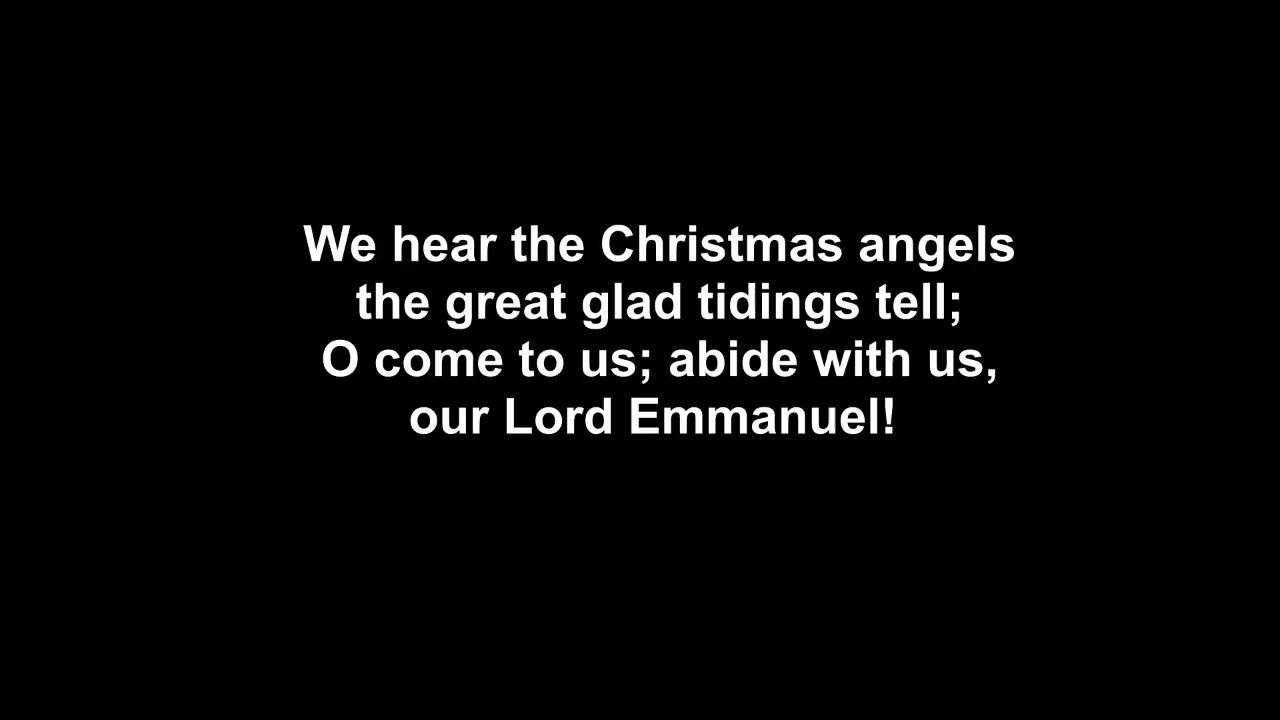 We hear the Christmas angels
the great glad tidings tell;
O come to us; abide with us,
our Lord Emmanuel!